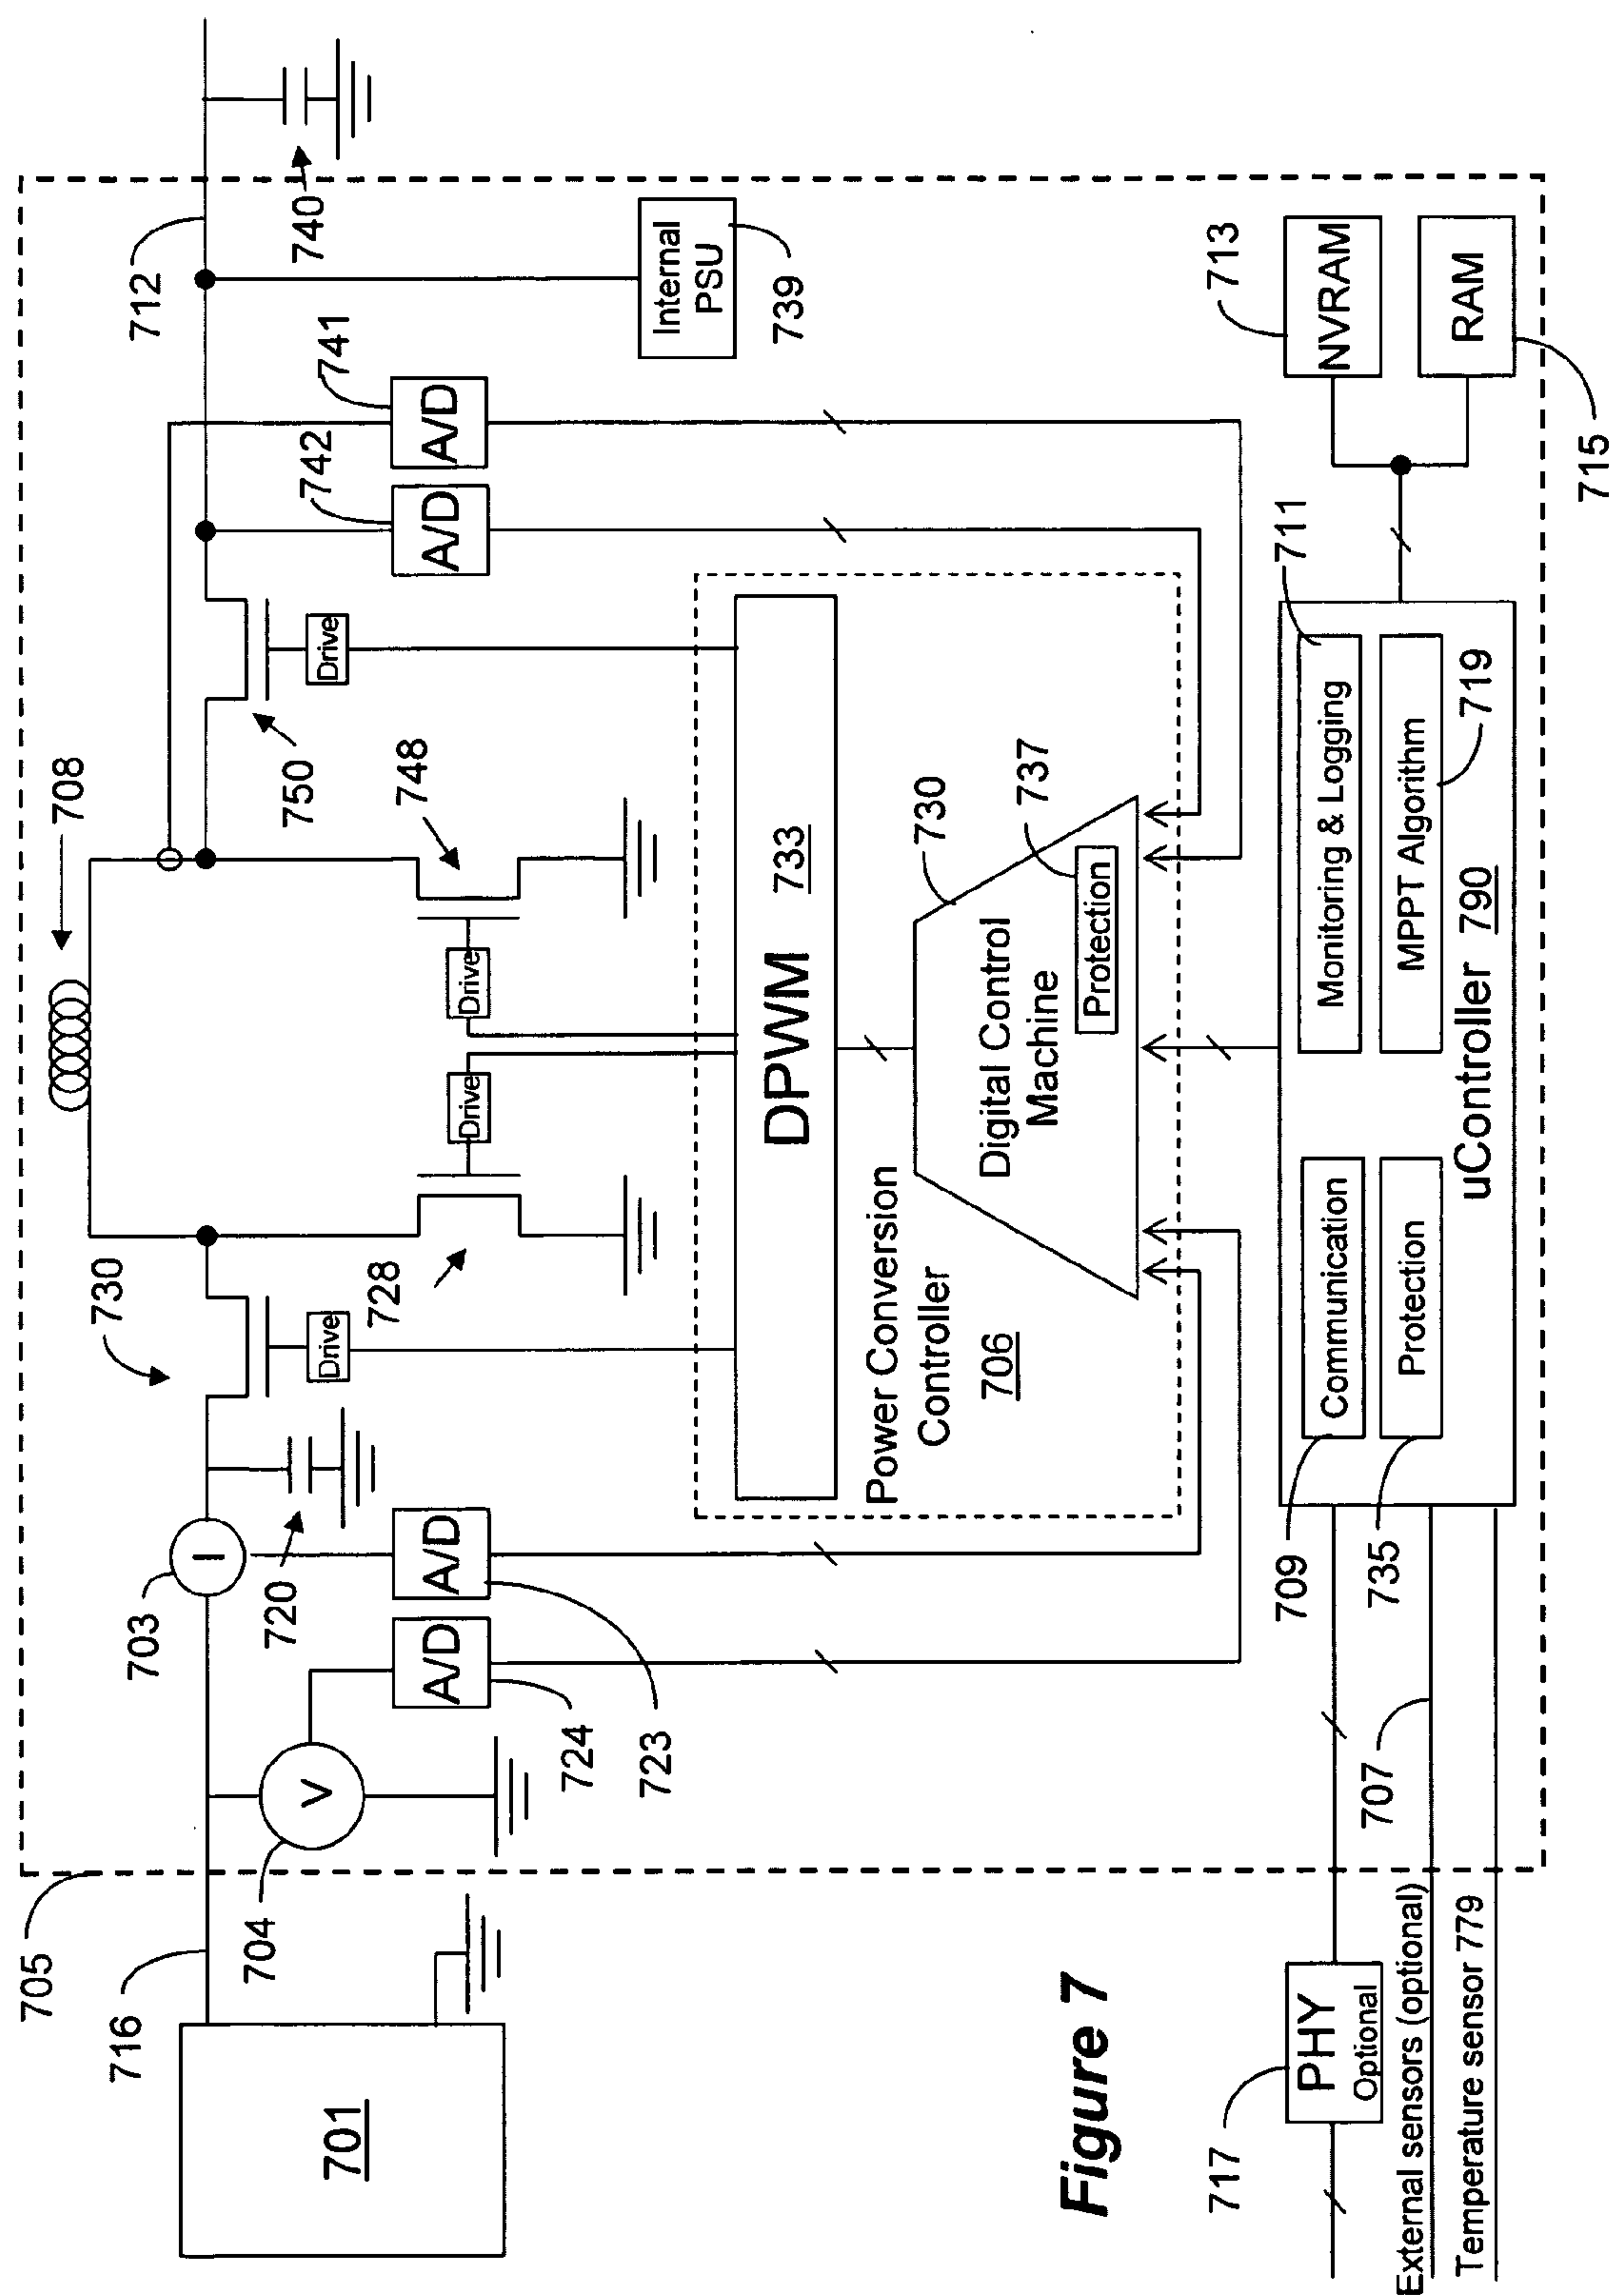 705
716
701
704
703
720
730
708
728
748
750
712
740
V
I
A/D
724
A/D
723
Drive
Drive
Drive
Drive
742
A/D
741
A/D
Internal
PSU
739
DPWM 733
Power Conversion
Controller
706
Digital Control
Machine
730
737
Protection
709
735
Communication
Protection
Monitoring & Logging
MPPT Algorithm
711
719
uController 790
713
NVRAM
RAM
715
707
717
PHY
Optional
External sensors (optional)
Temperature sensor 779
Figure 7